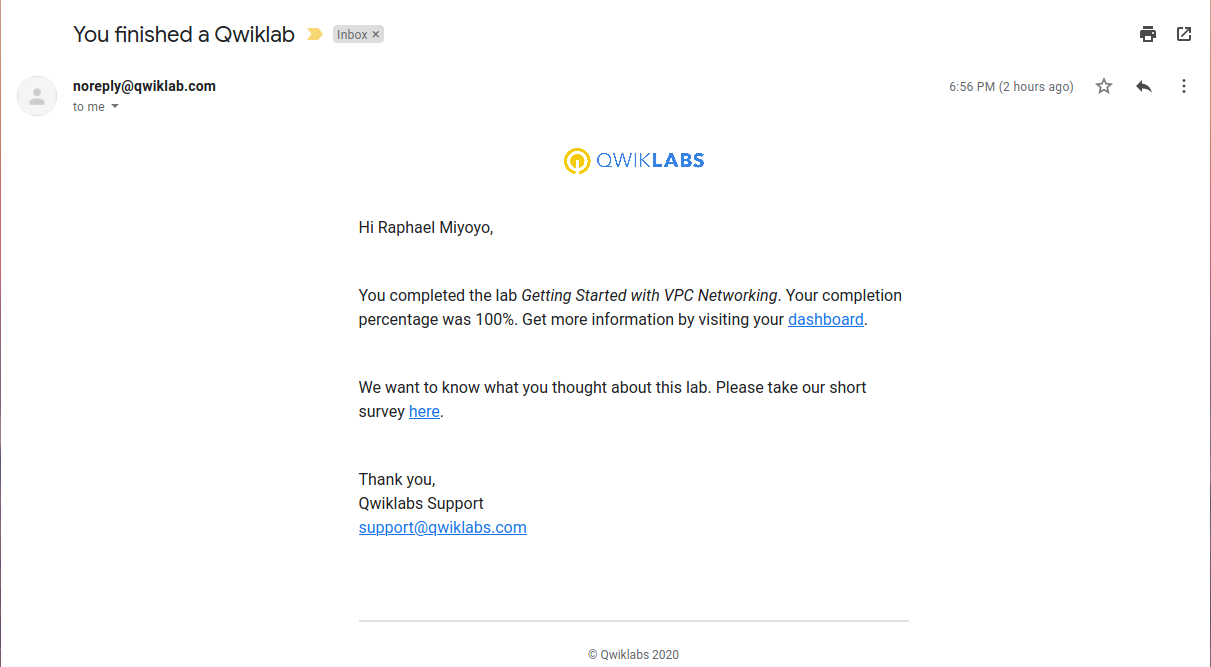 You finished a Qwiklab
Inbox ×
noreply@qwiklab.com
6:56 PM (2 hours ago)
to me
QWIKLABS
Hi Raphael Miyoyo,
You completed the lab Getting Started with VPC Networking. Your completion
percentage was 100%. Get more information by visiting your dashboard.
We want to know what you thought about this lab. Please take our short
survey here.
Thank you,
Qwiklabs Support
support@qwiklabs.com
© Qwiklabs 2020